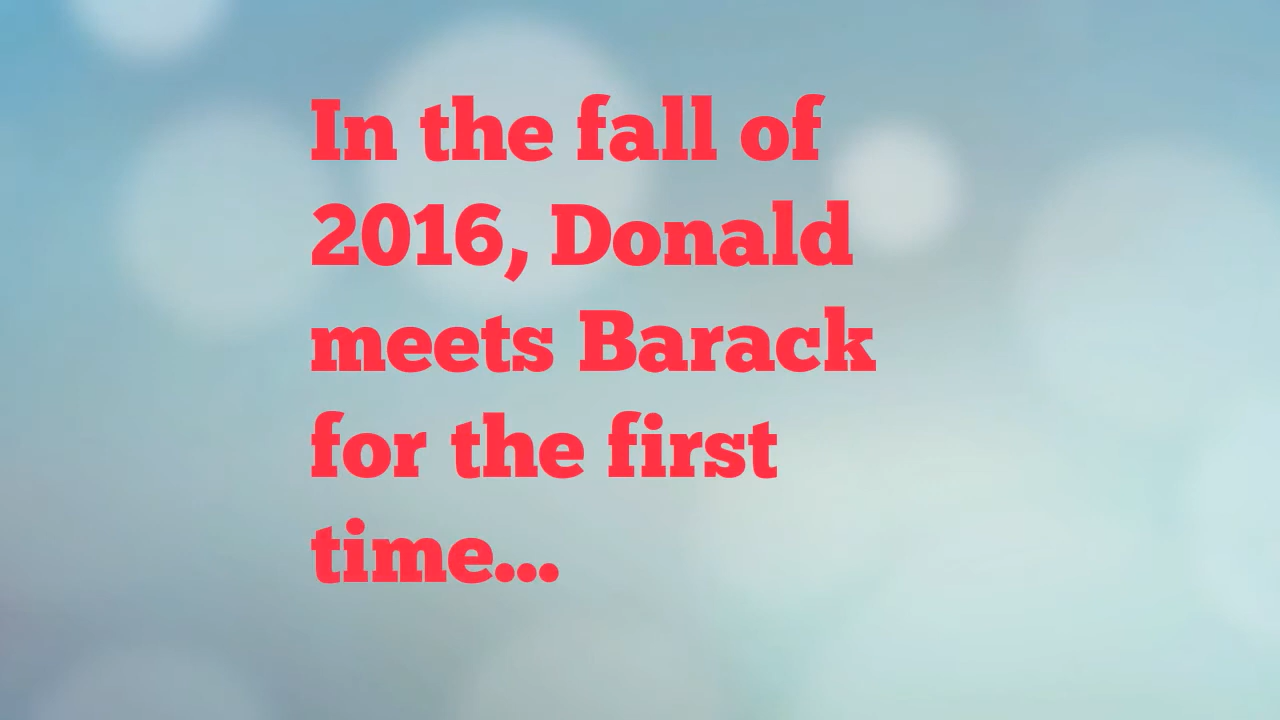 In the fall of
2016, Donald
meets Barack
for the first
time...